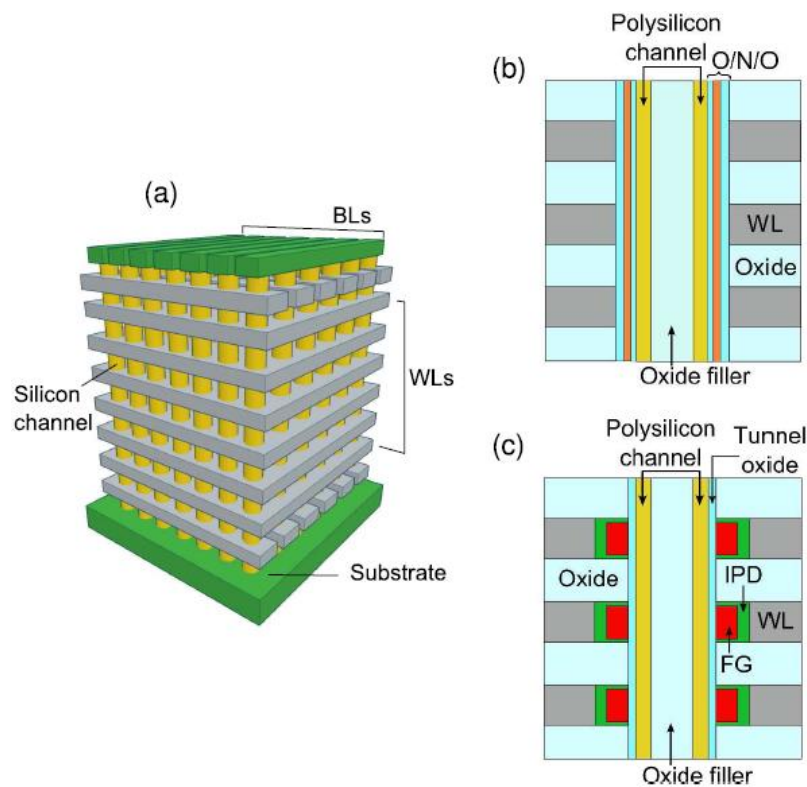 (a)
BLs
WLs
Silicon
channel
Substrate
(b)
Polysilicon
channel
O/N/O
WL
Oxide
Oxide filler
(c)
Polysilicon
channel
Tunnel
oxide
Oxide
IPD
WL
FG
Oxide filler